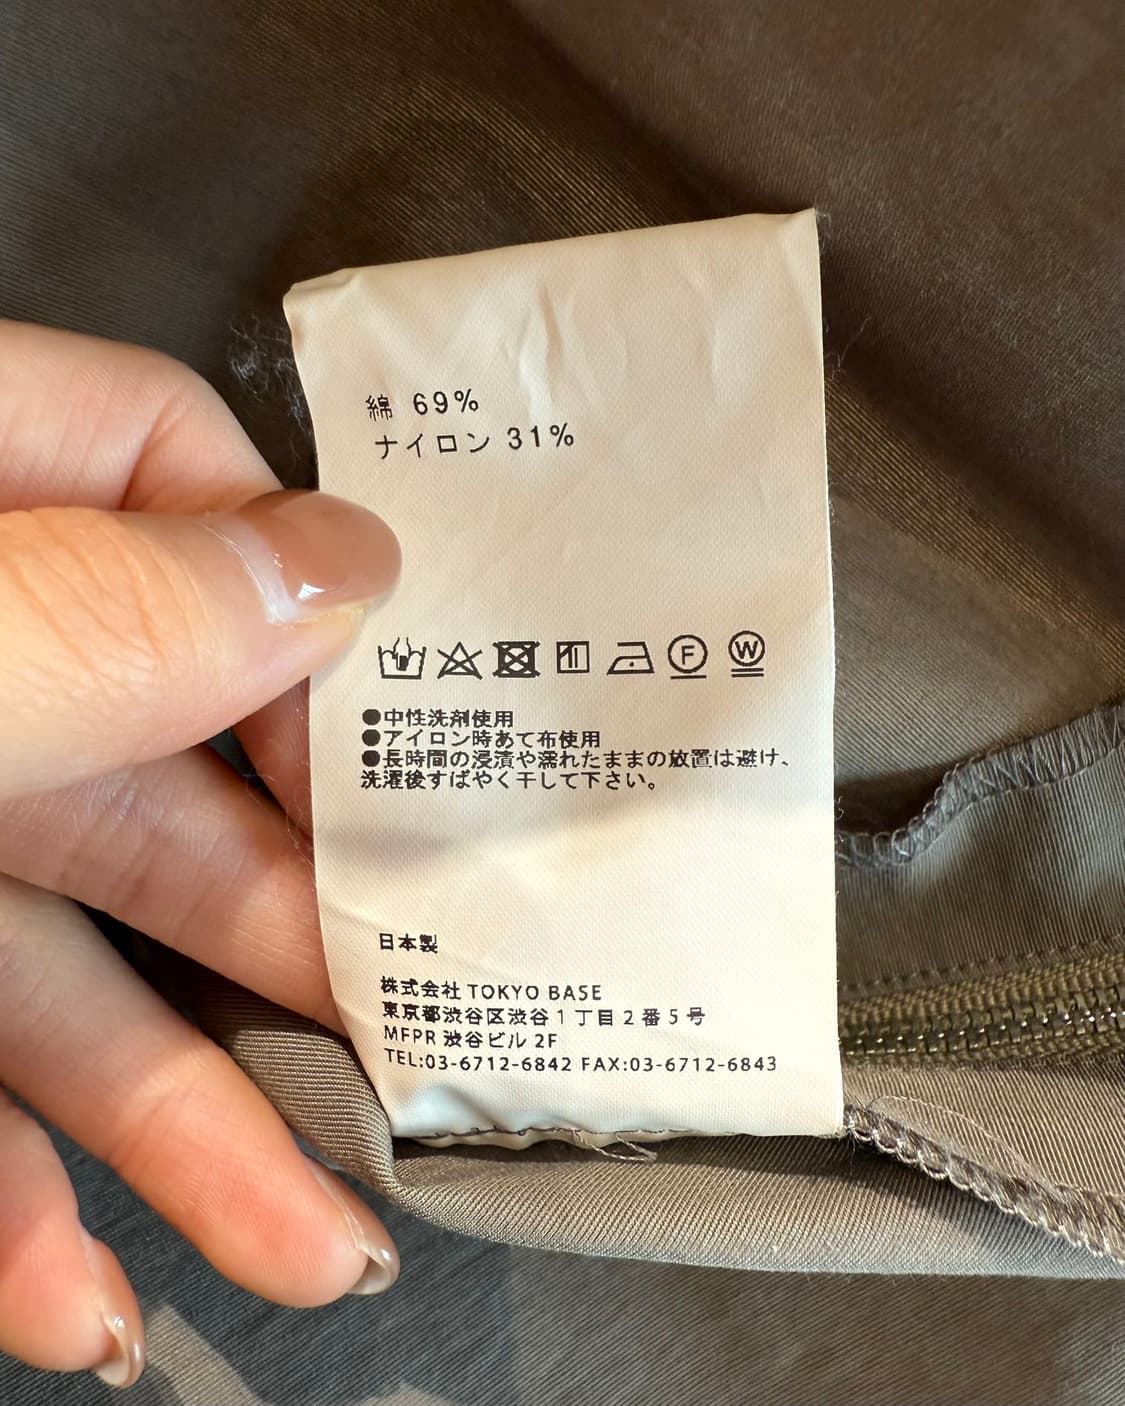 綿 69%
ナイロン 31%
F W
●中性洗剤使用
●アイロン時あて布使用
●長時間の浸漬や濡れたままの放置は避け、
洗濯後すばやく干して下さい。
日本製
株式会社 TOKYO BASE
東京都渋谷区渋谷1丁目2番5号
MFPR 渋谷ビル 2F
TEL:03-6712-6842 FAX:03-6712-6843